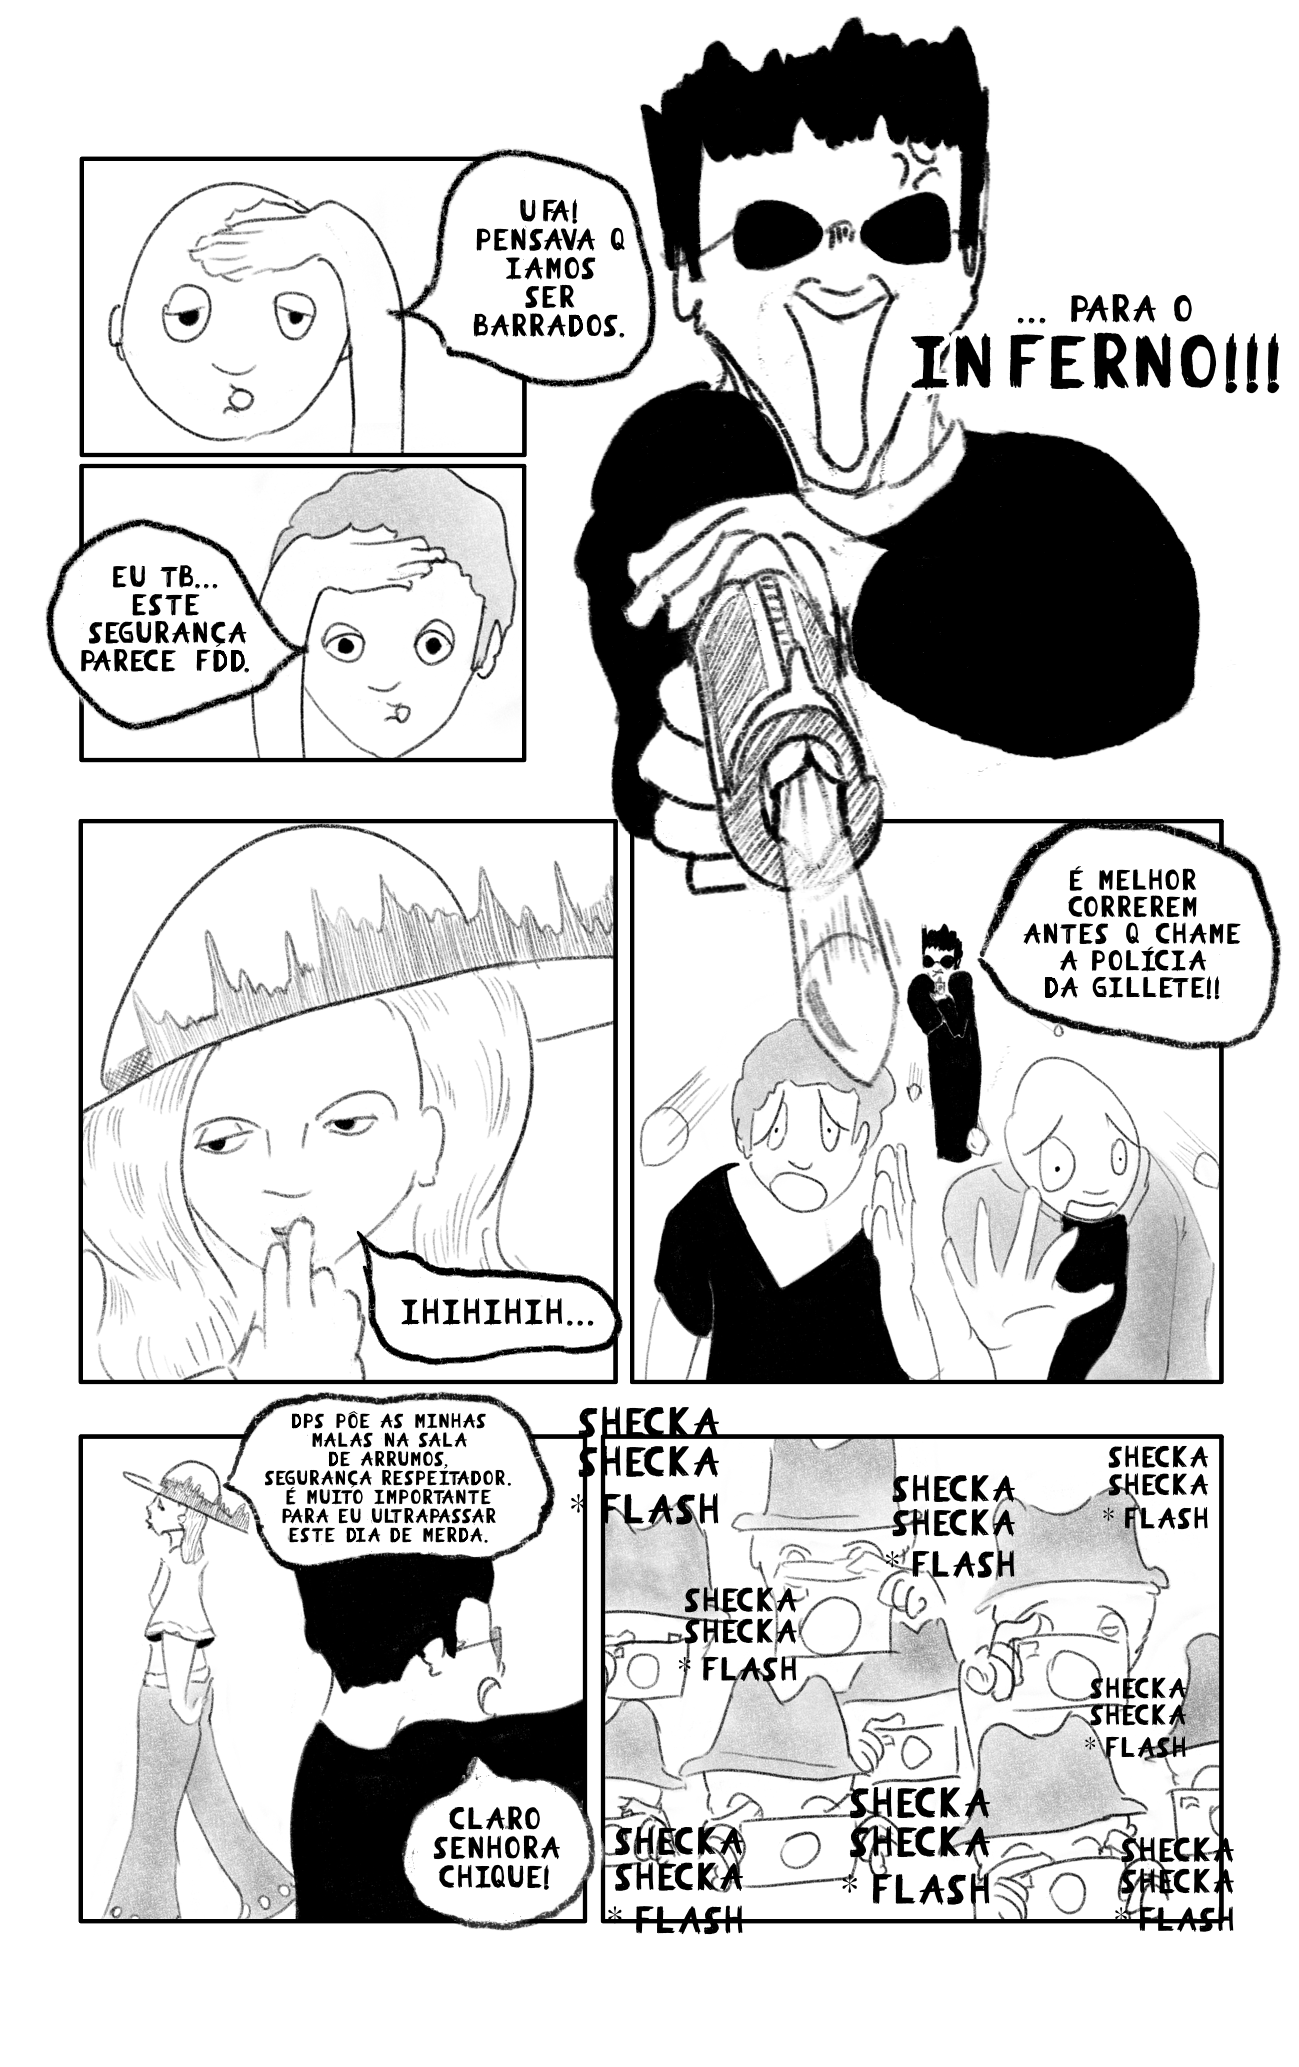 UFA!
PENSAVA Q
IAMOS
SER
BARRADOS.
EU TB...
ESTE
SEGURANÇA
PARECE FDD.
... PARA O
INFERNO!!!
IHIHIHIH...
É MELHOR
CORREREM
ANTES Q CHAME
A POLÍCIA
DA GILLETE!!
DPS PÕE AS MINHAS
MALAS NA SALA
DE ARRUMOS,
SEGURANÇA RESPEITADOR.
É MUITO IMPORTANTE
PARA EU ULTRAPASSAR
ESTE DIA DE MERDA.
CLARO
SENHORA
CHIQUE!
SHECKA
SHECKA
* FLASH
SHECKA
SHECKA
* FLASH
SHECKA
SHECKA
* FLASH
SHECKA
SHECKA
* FLASH
SHECKA
SHECKA
* FLASH
SHECKA
SHECKA
* FLASH
SHECKA
SHECKA
* FLASH
SHECKA
SHECKA
* FLASH